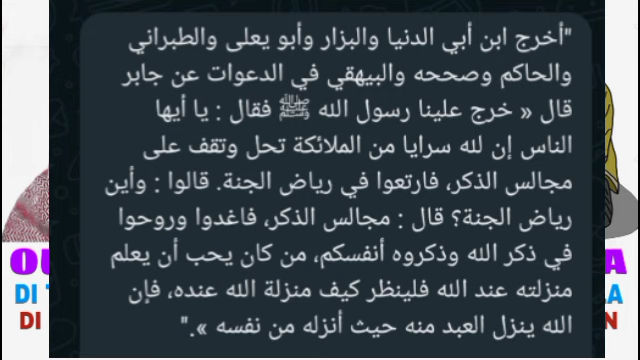 "أخرج ابن أبي الدنيا والبزار وأبو يعلى والطبراني
والحاكم وصححه والبيهقي في الدعوات عن جابر
قال « خرج علينا رسول الله ﷺ فقال : يا أيها
الناس إن لله سرايا من الملائكة تحل وتقف على
مجالس الذكر، فارتعوا في رياض الجنة. قالوا : وأين
رياض الجنة؟ قال : مجالس الذكر، فاغدوا وروحوا
في ذكر الله وذكروه أنفسكم، من كان يحب أن يعلم
منزلته عند الله فلينظر كيف منزلة الله عنده، فإن
الله ينزل العبد منه حيث أنزله من نفسه »."
DI
DI